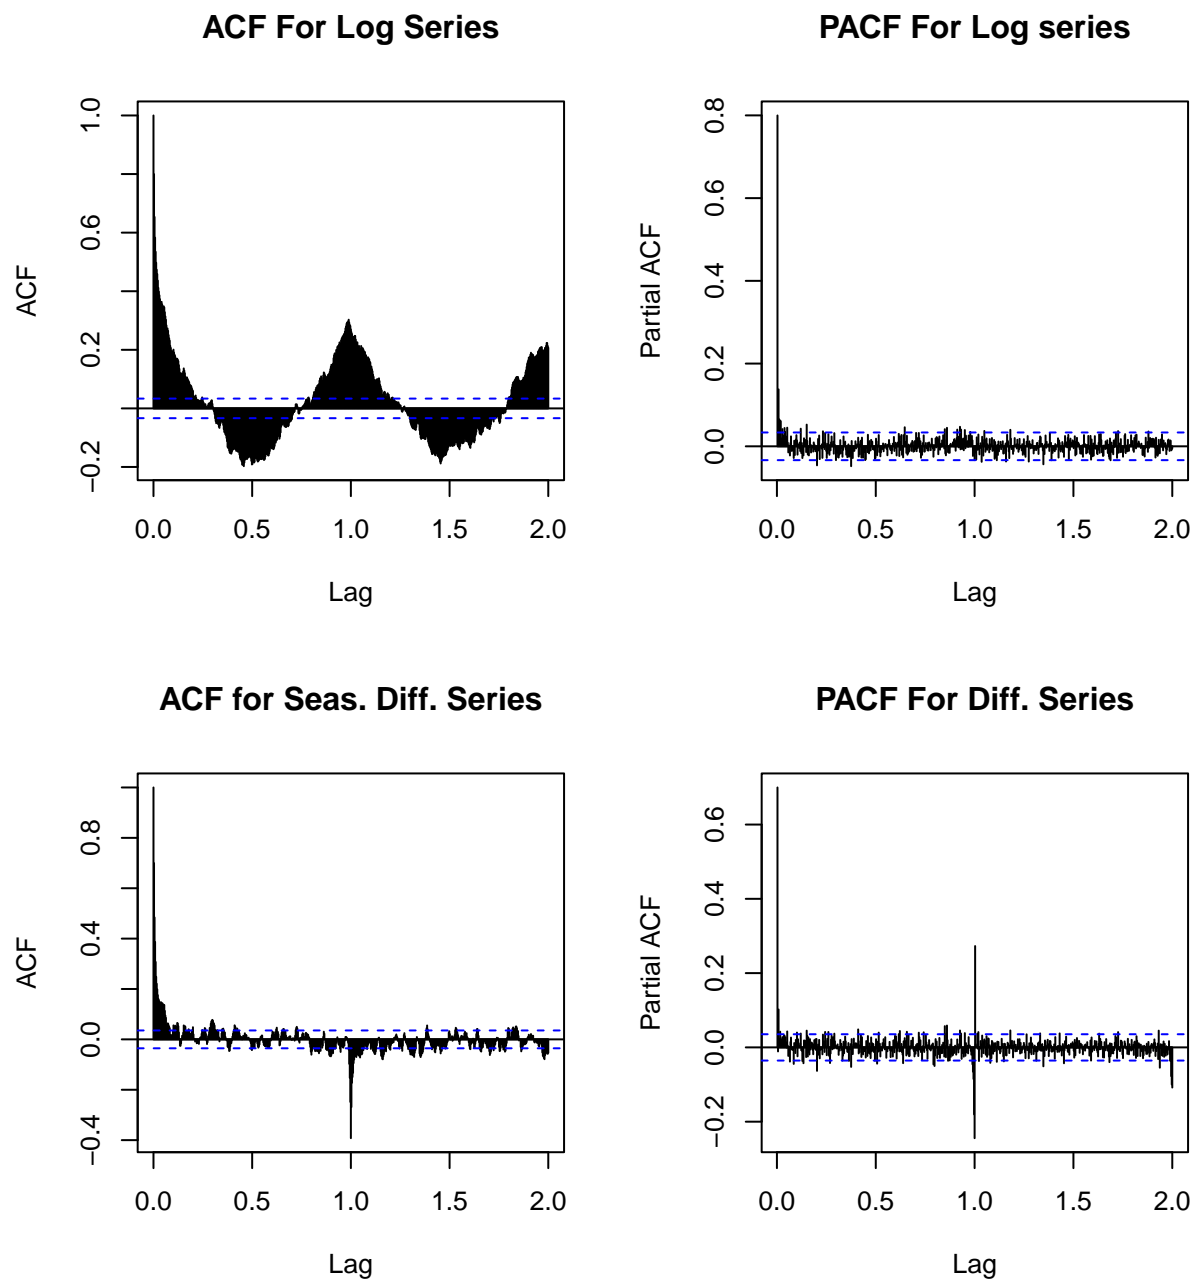 ACF For Log Series
ACF
1.0
0.6
0.2
−0.2
0.0 0.5 1.0 1.5 2.0
Lag
PACF For Log series
Partial ACF
0.8
0.6
0.4
0.2
0.0
0.0 0.5 1.0 1.5 2.0
Lag
ACF for Seas. Diff. Series
ACF
0.8
0.4
0.0
−0.4
0.0 0.5 1.0 1.5 2.0
Lag
PACF For Diff. Series
Partial ACF
0.6
0.4
0.2
0.0
−0.2
0.0 0.5 1.0 1.5 2.0
Lag